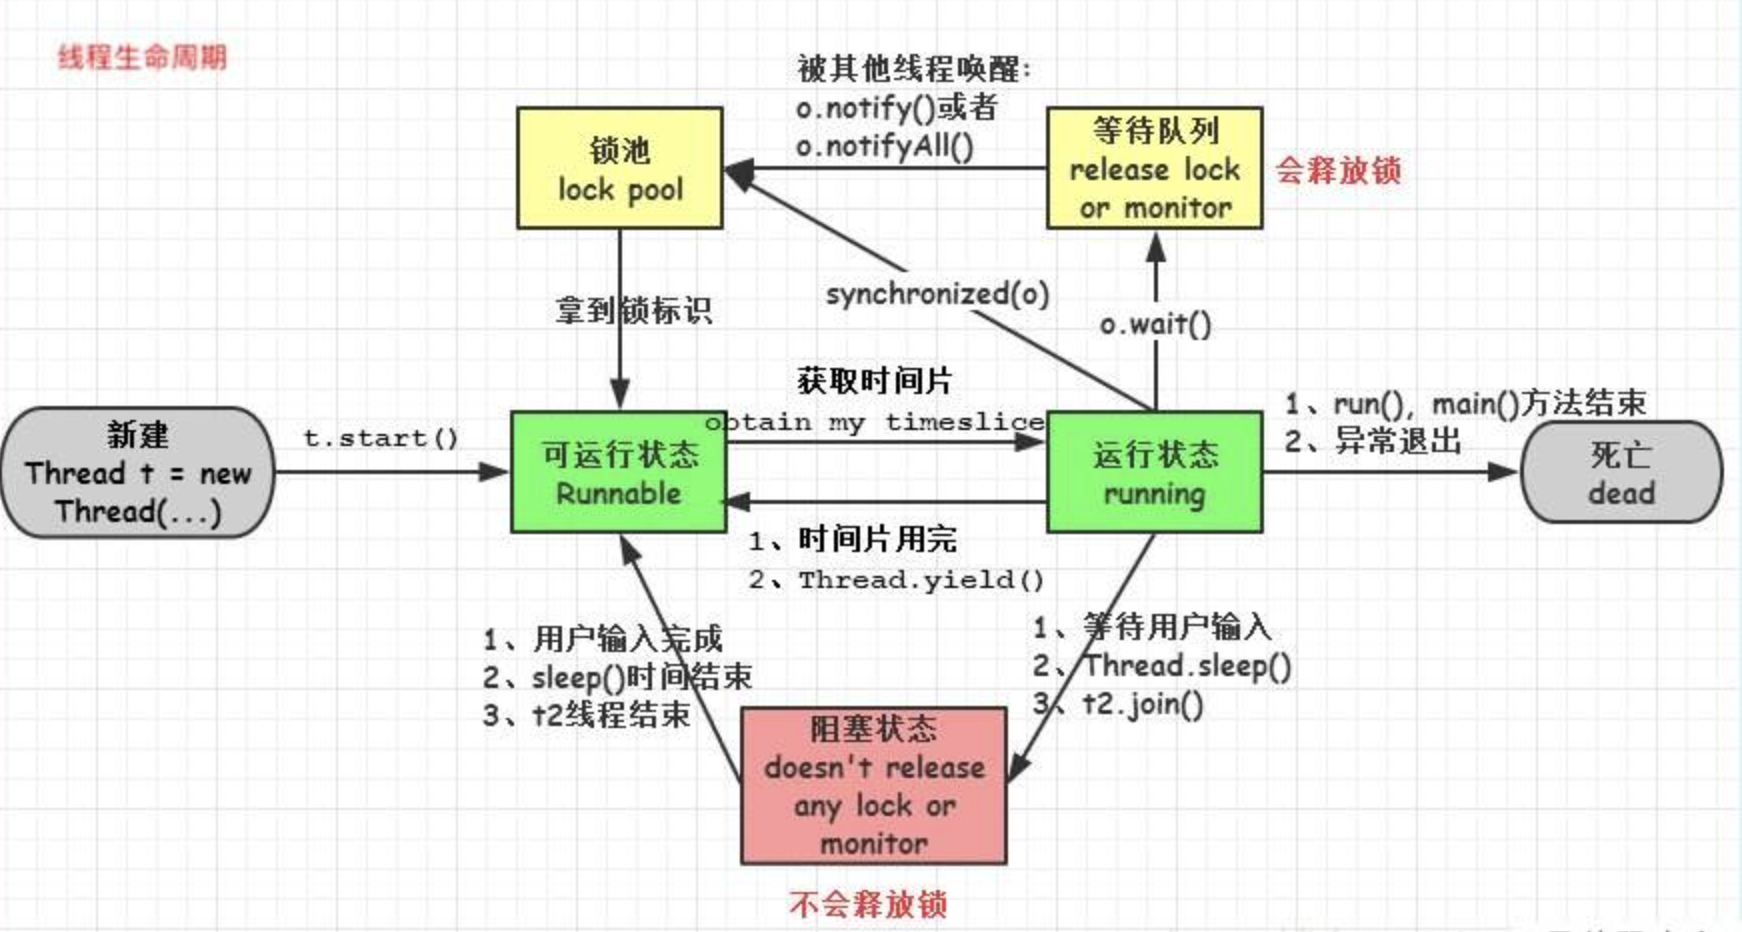 线程生命周期
被其他线程唤醒:
o.notify()或者
o.notifyAll()
锁池
lock pool
等待队列
release lock
or monitor
会释放锁
synchronized(o)
o.wait()
拿到锁标识
获取时间片
obtain my timeslice
新建
Thread t = new
Thread(...)
t.start()
可运行状态
Runnable
运行状态
running
1、run(), main()方法结束
2、异常退出
死亡
dead
1、时间片用完
2、Thread.yield()
1、用户输入完成
2、sleep()时间结束
3、t2线程结束
1、等待用户输入
2、Thread.sleep()
3、t2.join()
阻塞状态
doesn't release
any lock or
monitor
不会释放锁